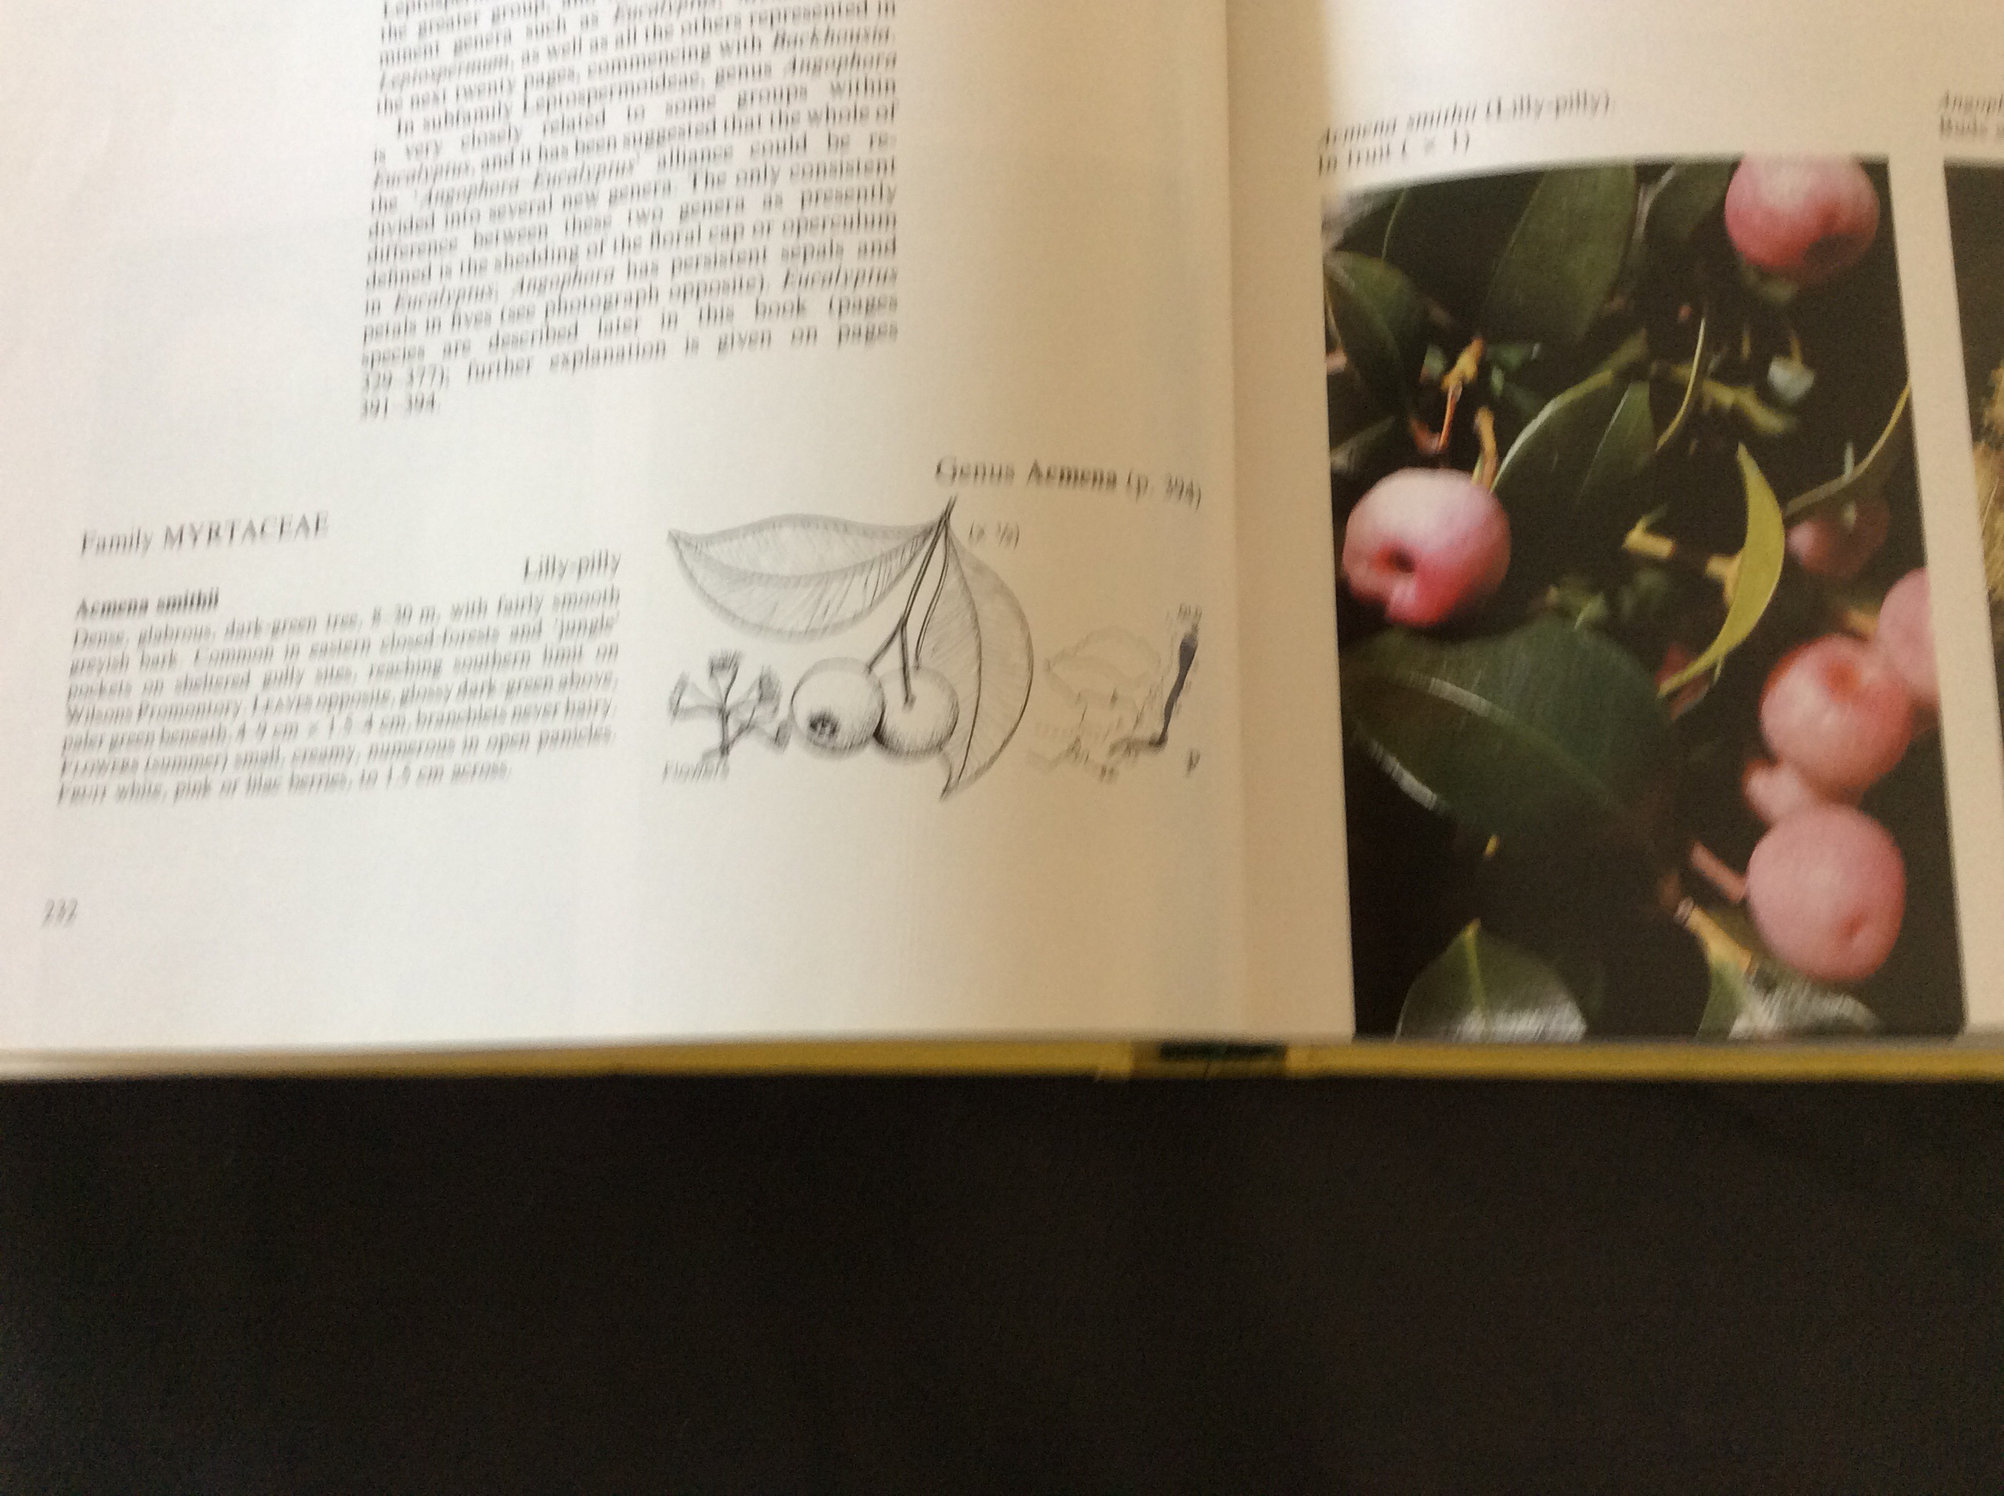 the greater group, and
minent genera such as Eucalyptus,
Leptospermum, as well as all the others represented in
the next twenty pages, commencing with Backhousia.
In subfamily Leptospermoideae, genus Angophora
is very closely related to some groups within
Eucalyptus, and it has been suggested that the whole of
the 'Angophora Eucalyptus' alliance could be re-
divided into several new genera. The only consistent
difference between these two genera as presently
defined is the shedding of the floral cap or operculum
in Eucalyptus; Angophora has persistent sepals and
petals in fives (see photograph opposite). Eucalyptus
species are described later in this book (pages
329–377); further explanation is given on pages
391–394.
Family MYRTACEAE
Genus Acmena (p. 394)
Acmena smithii Lilly-pilly
Dense, glabrous, dark-green tree, 8–30 m, with fairly smooth
greyish bark. Common in eastern closed-forests and 'jungle'
pockets on sheltered gully sites, reaching southern limit on
Wilsons Promontory. LEAVES opposite, glossy dark-green above,
paler green beneath, 4–9 cm × 1.5–4 cm, branchlets never hairy.
FLOWERS (summer) small, creamy, numerous in open panicles.
FRUIT white, pink or lilac berries, to 1.5 cm across.
Flowers
232
Acmena smithii (Lilly-pilly).
In fruit (× 1)
Angoph
Buds